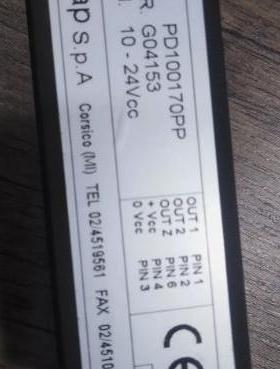 PD100170PP
R G04153
10 - 24Vcc
OUT 1 PIN 1
OUT 2 PIN 2
OUT Z PIN 6
+ Vcc PIN 4
0 Vcc PIN 3
CE
ap S.p.A Corsico (MI) TEL 02/4519561 FAX 02/4510